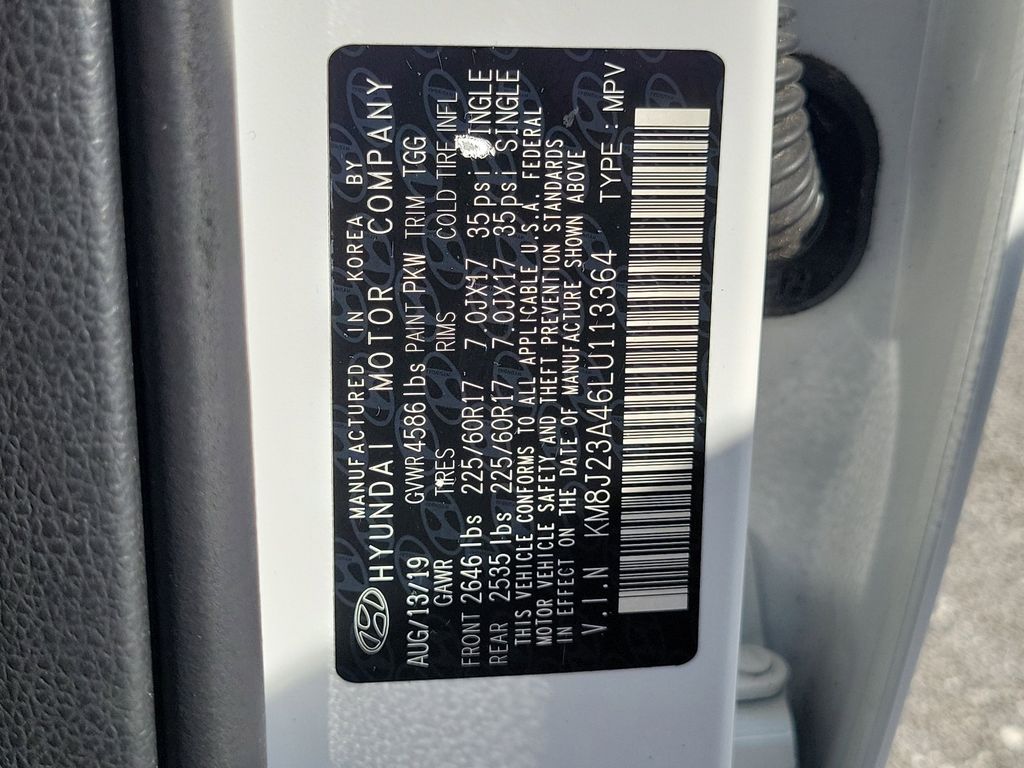 MANUFACTURED IN KOREA BY
HYUNDAI MOTOR COMPANY
AUG/13/19 GVWR 4586 lbs PAINT PKW TRIM TGG
GAWR TIRES RIMS COLD TIRE INFL
FRONT 2646 lbs 225/60R17 7.0JX17 35psi SINGLE
REAR 2535 lbs 225/60R17 7.0JX17 35psi SINGLE
THIS VEHICLE CONFORMS TO ALL APPLICABLE U.S.A. FEDERAL
MOTOR VEHICLE SAFETY AND THEFT PREVENTION STANDARDS
IN EFFECT ON THE DATE OF MANUFACTURE SHOWN ABOVE
V.I.N KM8J23A46LU113364 TYPE : MPV